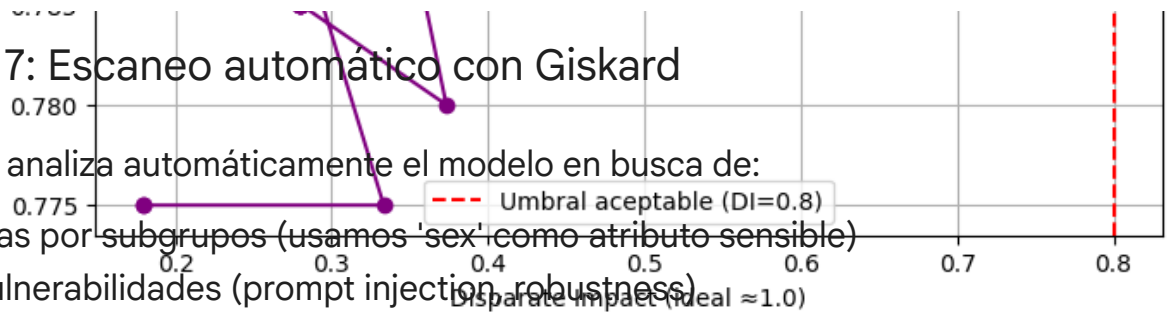 0.785
7: Escaneo automático con Giskard
0.780
analiza automáticamente el modelo en busca de:
0.775
Umbral aceptable (DI=0.8)
as por subgrupos (usamos 'sex' como atributo sensible)
0.2 0.3 0.4 0.5 0.6 0.7 0.8
ulnerabilidades (prompt injection, robustness)
Disparate Impact (ideal ≈1.0)